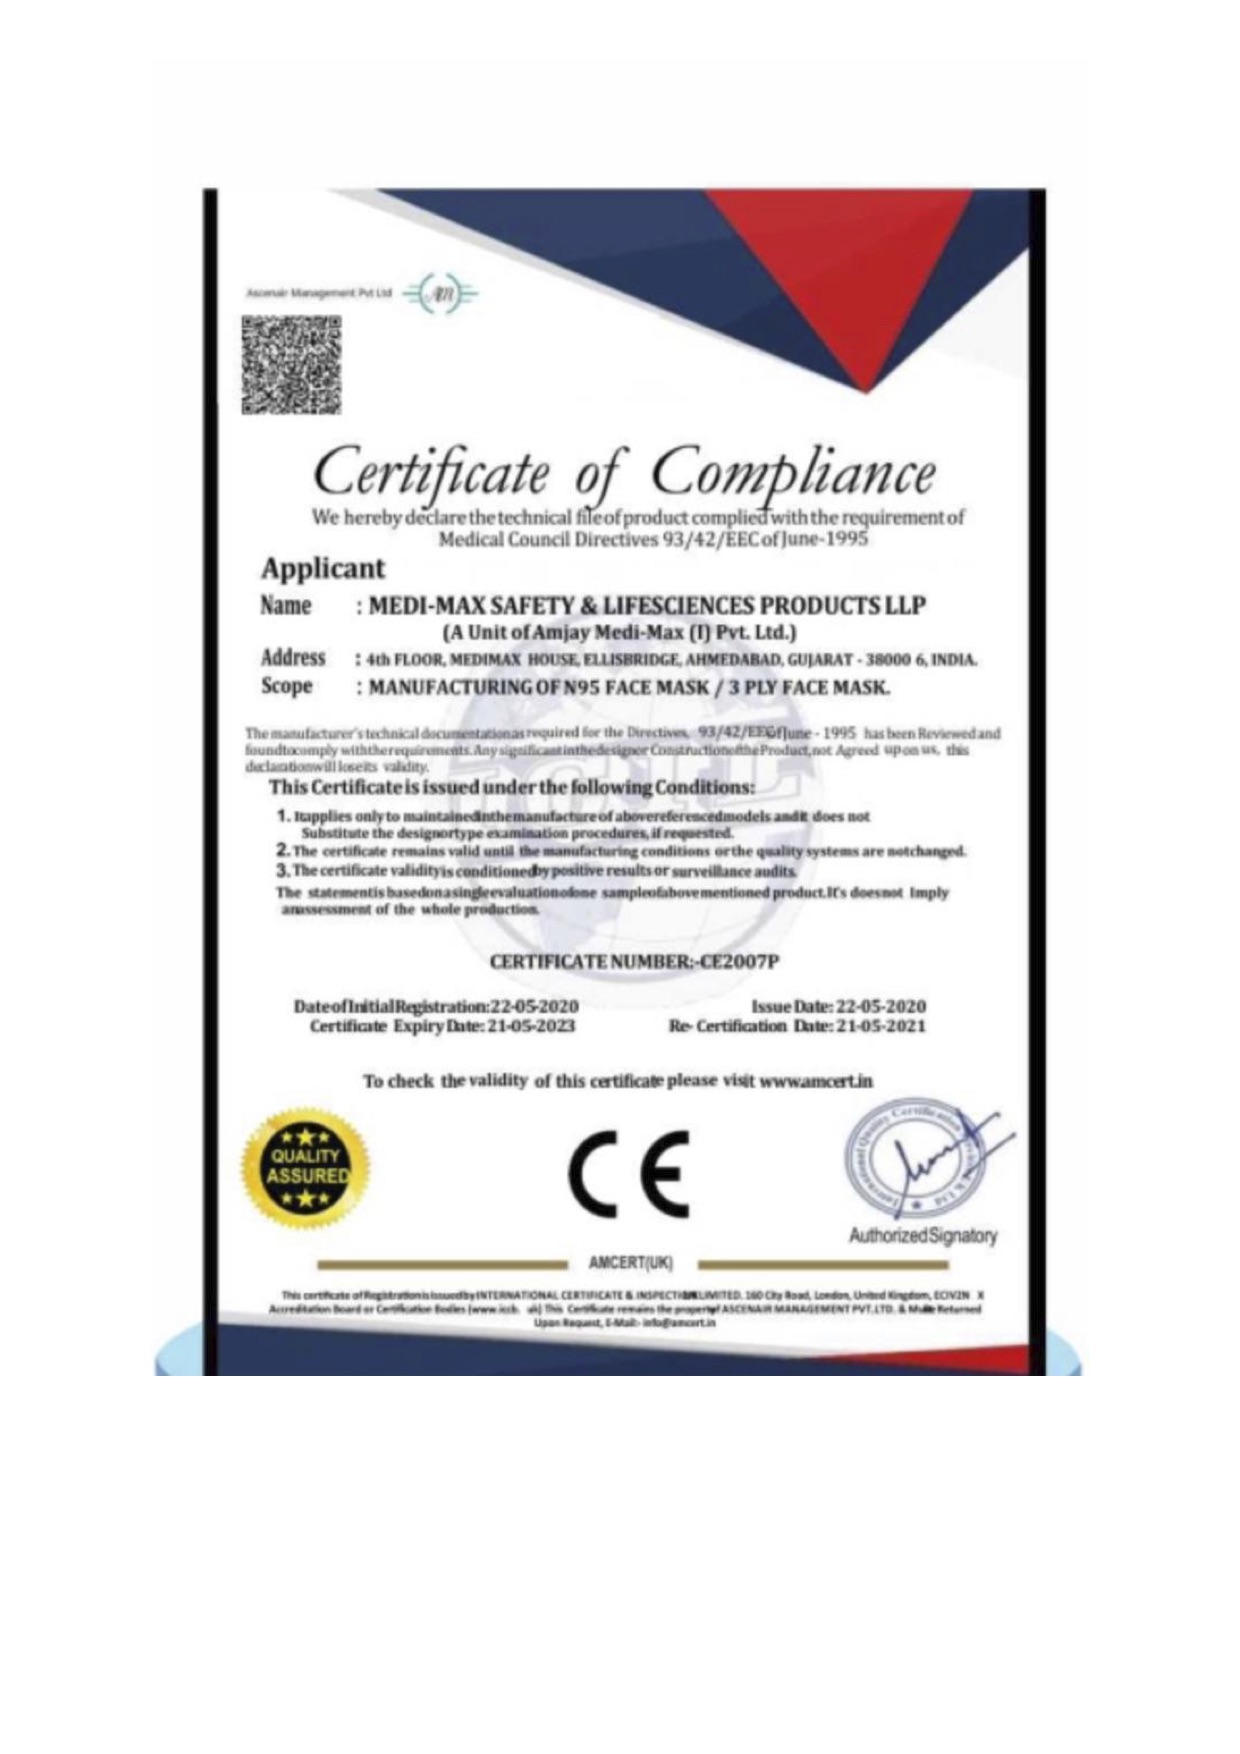 Ascenair Management Pvt Ltd AM
Certificate of Compliance
We hereby declare the technical file of product complied with the requirement of
Medical Council Directives 93/42/EEC of June-1995
Applicant
Name : MEDI-MAX SAFETY & LIFESCIENCES PRODUCTS LLP
(A Unit of Amjay Medi-Max (I) Pvt. Ltd.)
Address : 4th FLOOR, MEDIMAX HOUSE, ELLISBRIDGE, AHMEDABAD, GUJARAT - 38000 6, INDIA.
Scope : MANUFACTURING OF N95 FACE MASK / 3 PLY FACE MASK.
The manufacturer's technical documentation as required for the Directives, 93/42/EEC of June - 1995 has been Reviewed and
found to comply with the requirements. Any significant in the design or Construction of the Product, not Agreed up on us, this
declaration will lose its validity.
This Certificate is issued under the following Conditions:
1. It applies only to maintained in the manufacture of above referenced models and it does not
Substitute the design or type examination procedures, if requested.
2. The certificate remains valid until the manufacturing conditions or the quality systems are not changed.
3. The certificate validity is conditioned by positive results or surveillance audits.
The statement is based on a single evaluation of one sample of above mentioned product. It's does not Imply
an assessment of the whole production.
ICIL
CERTIFICATE NUMBER:-CE2007P
Date of Initial Registration: 22-05-2020 Issue Date: 22-05-2020
Certificate Expiry Date: 21-05-2023 Re- Certification Date: 21-05-2021
To check the validity of this certificate please visit www.amcert.in
QUALITY
ASSURED
CE
International Quality Certification
Authorized Signatory
AMCERT(UK)
This certificate of Registration is issued by INTERNATIONAL CERTIFICATE & INSPECTION UK LIMITED. 160 City Road, London, United Kingdom, EC1V2N X
Accreditation Board or Certification Bodies (www.iccb. uk) This Certificate remains the property of ASCENAIR MANAGEMENT PVT.LTD. & Must Be Returned
Upon Request, E-Mail:- info@amcert.in